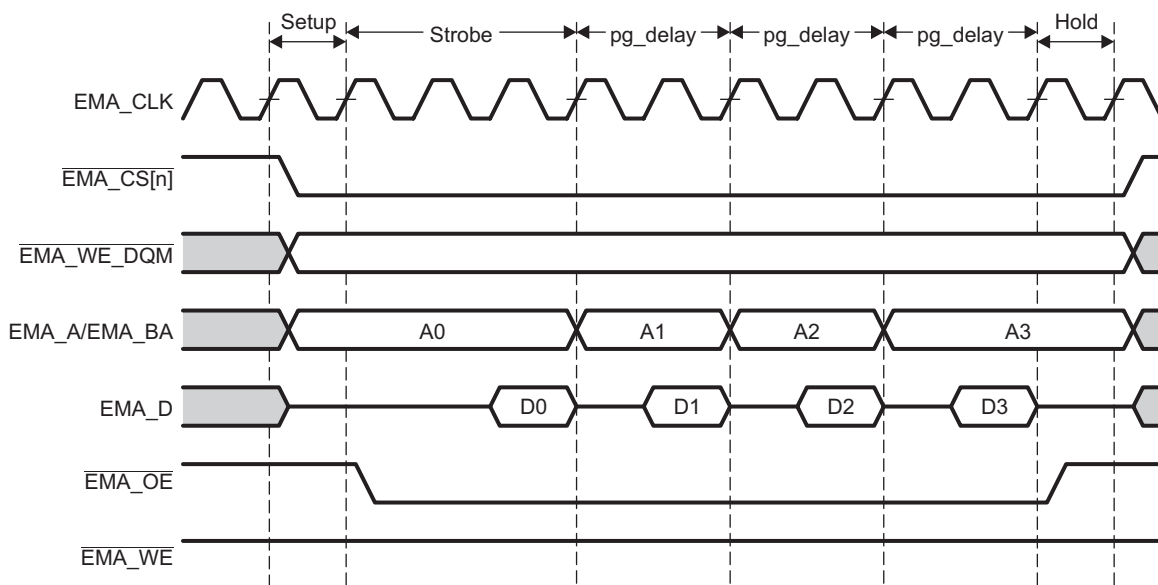 Setup
Strobe
pg_delay
pg_delay
pg_delay
Hold
EMA_CLK
EMA_CS[n]
EMA_WE_DQM
EMA_A/EMA_BA
A0
A1
A2
A3
EMA_D
D0
D1
D2
D3
EMA_OE
EMA_WE